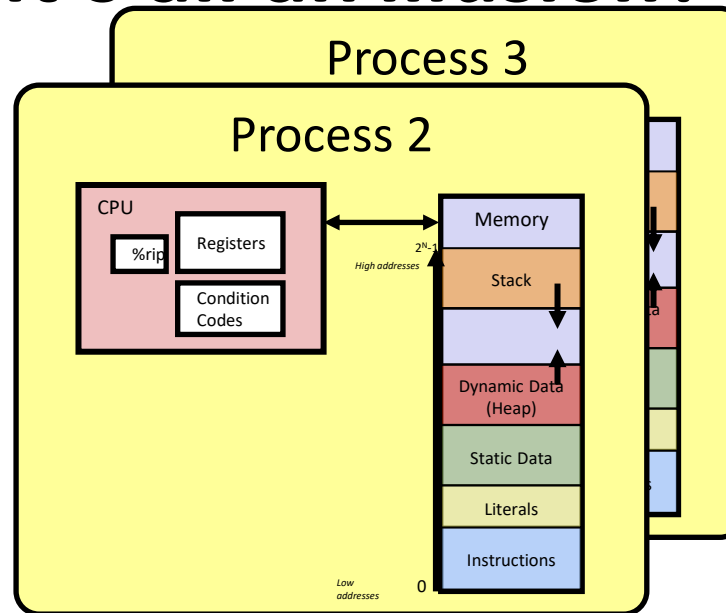 Process 3
Process 2
CPU
%rip
Registers
Condition
Codes
Memory
2ᴺ-1
High addresses
Stack
Dynamic Data
(Heap)
Static Data
Literals
Instructions
Low
addresses
0